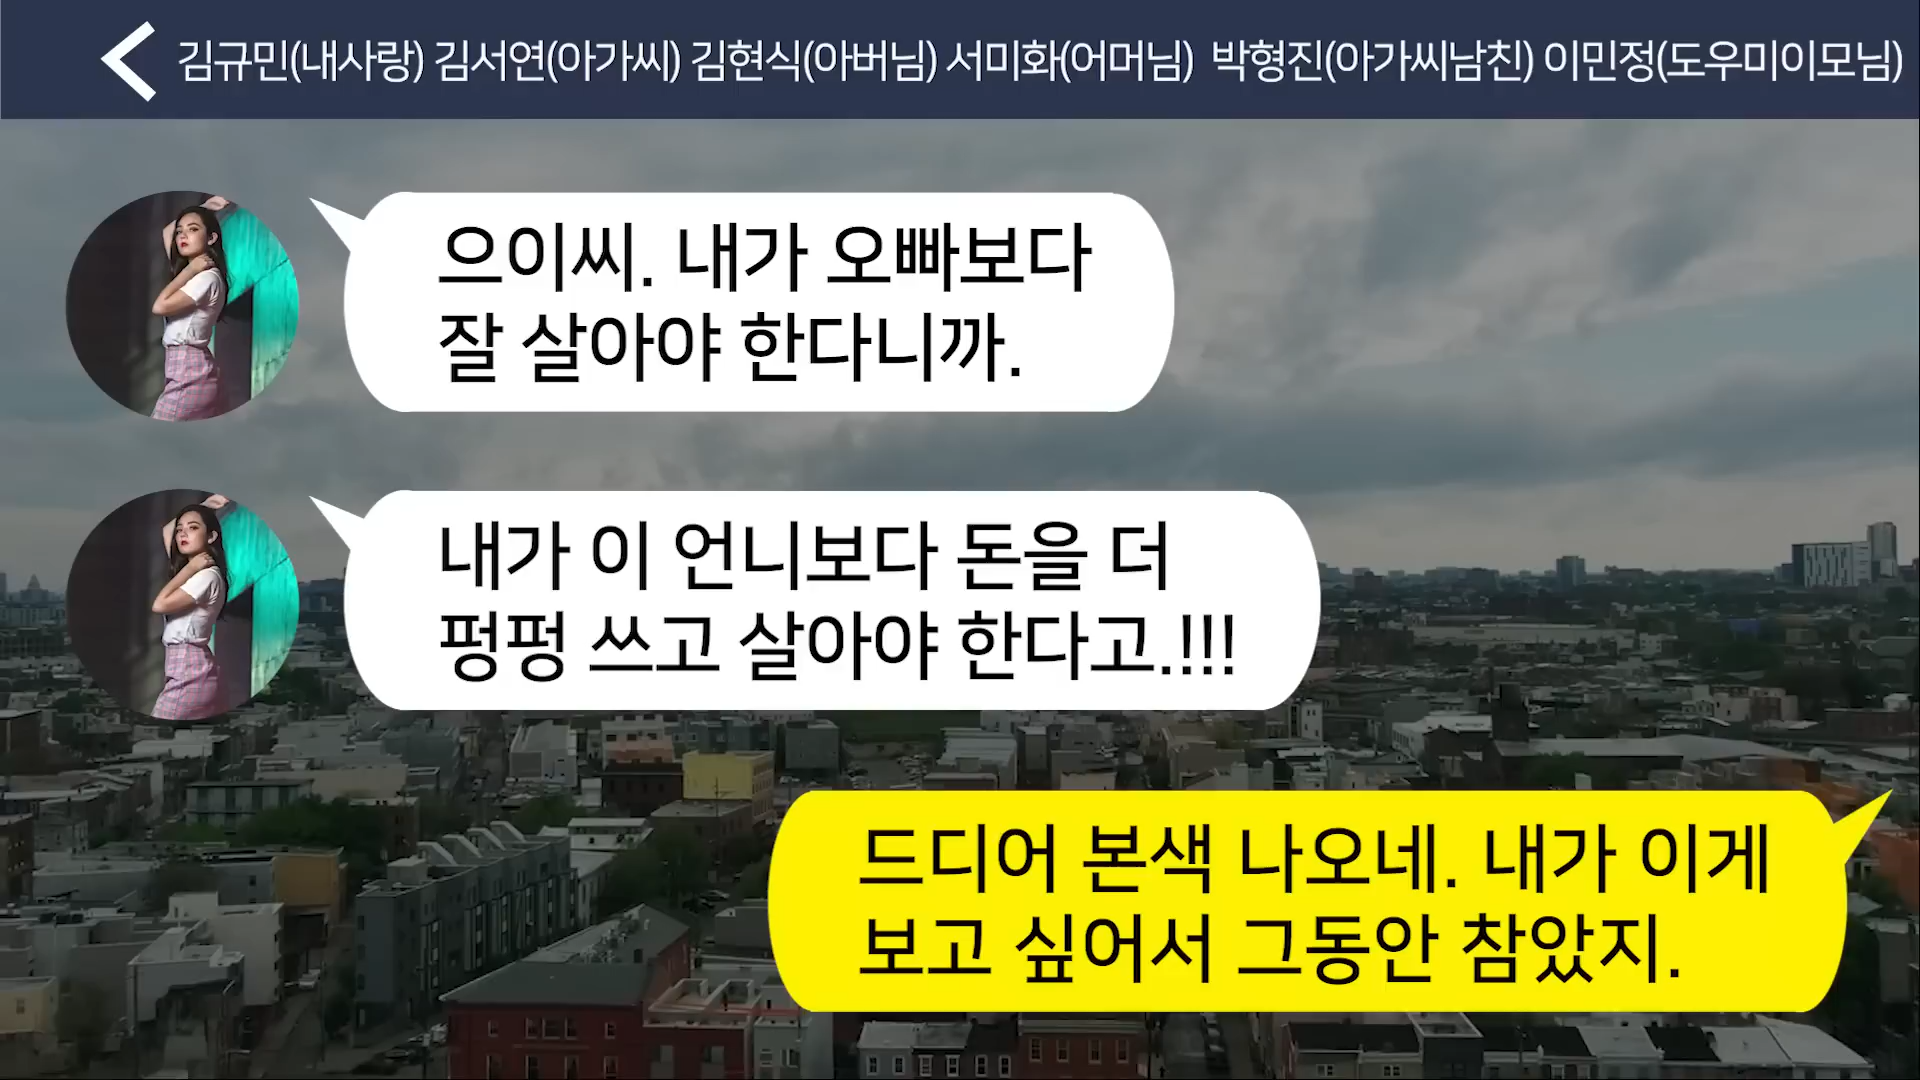 김규민(내사랑) 김서연(아가씨) 김현식(아버님) 서미화(어머님) 박형진(아가씨남친) 이민정(도우미이모님)
으이씨. 내가 오빠보다
잘 살아야 한다니까.
내가 이 언니보다 돈을 더
펑펑 쓰고 살아야 한다고.!!!
드디어 본색 나오네. 내가 이게
보고 싶어서 그동안 참았지.